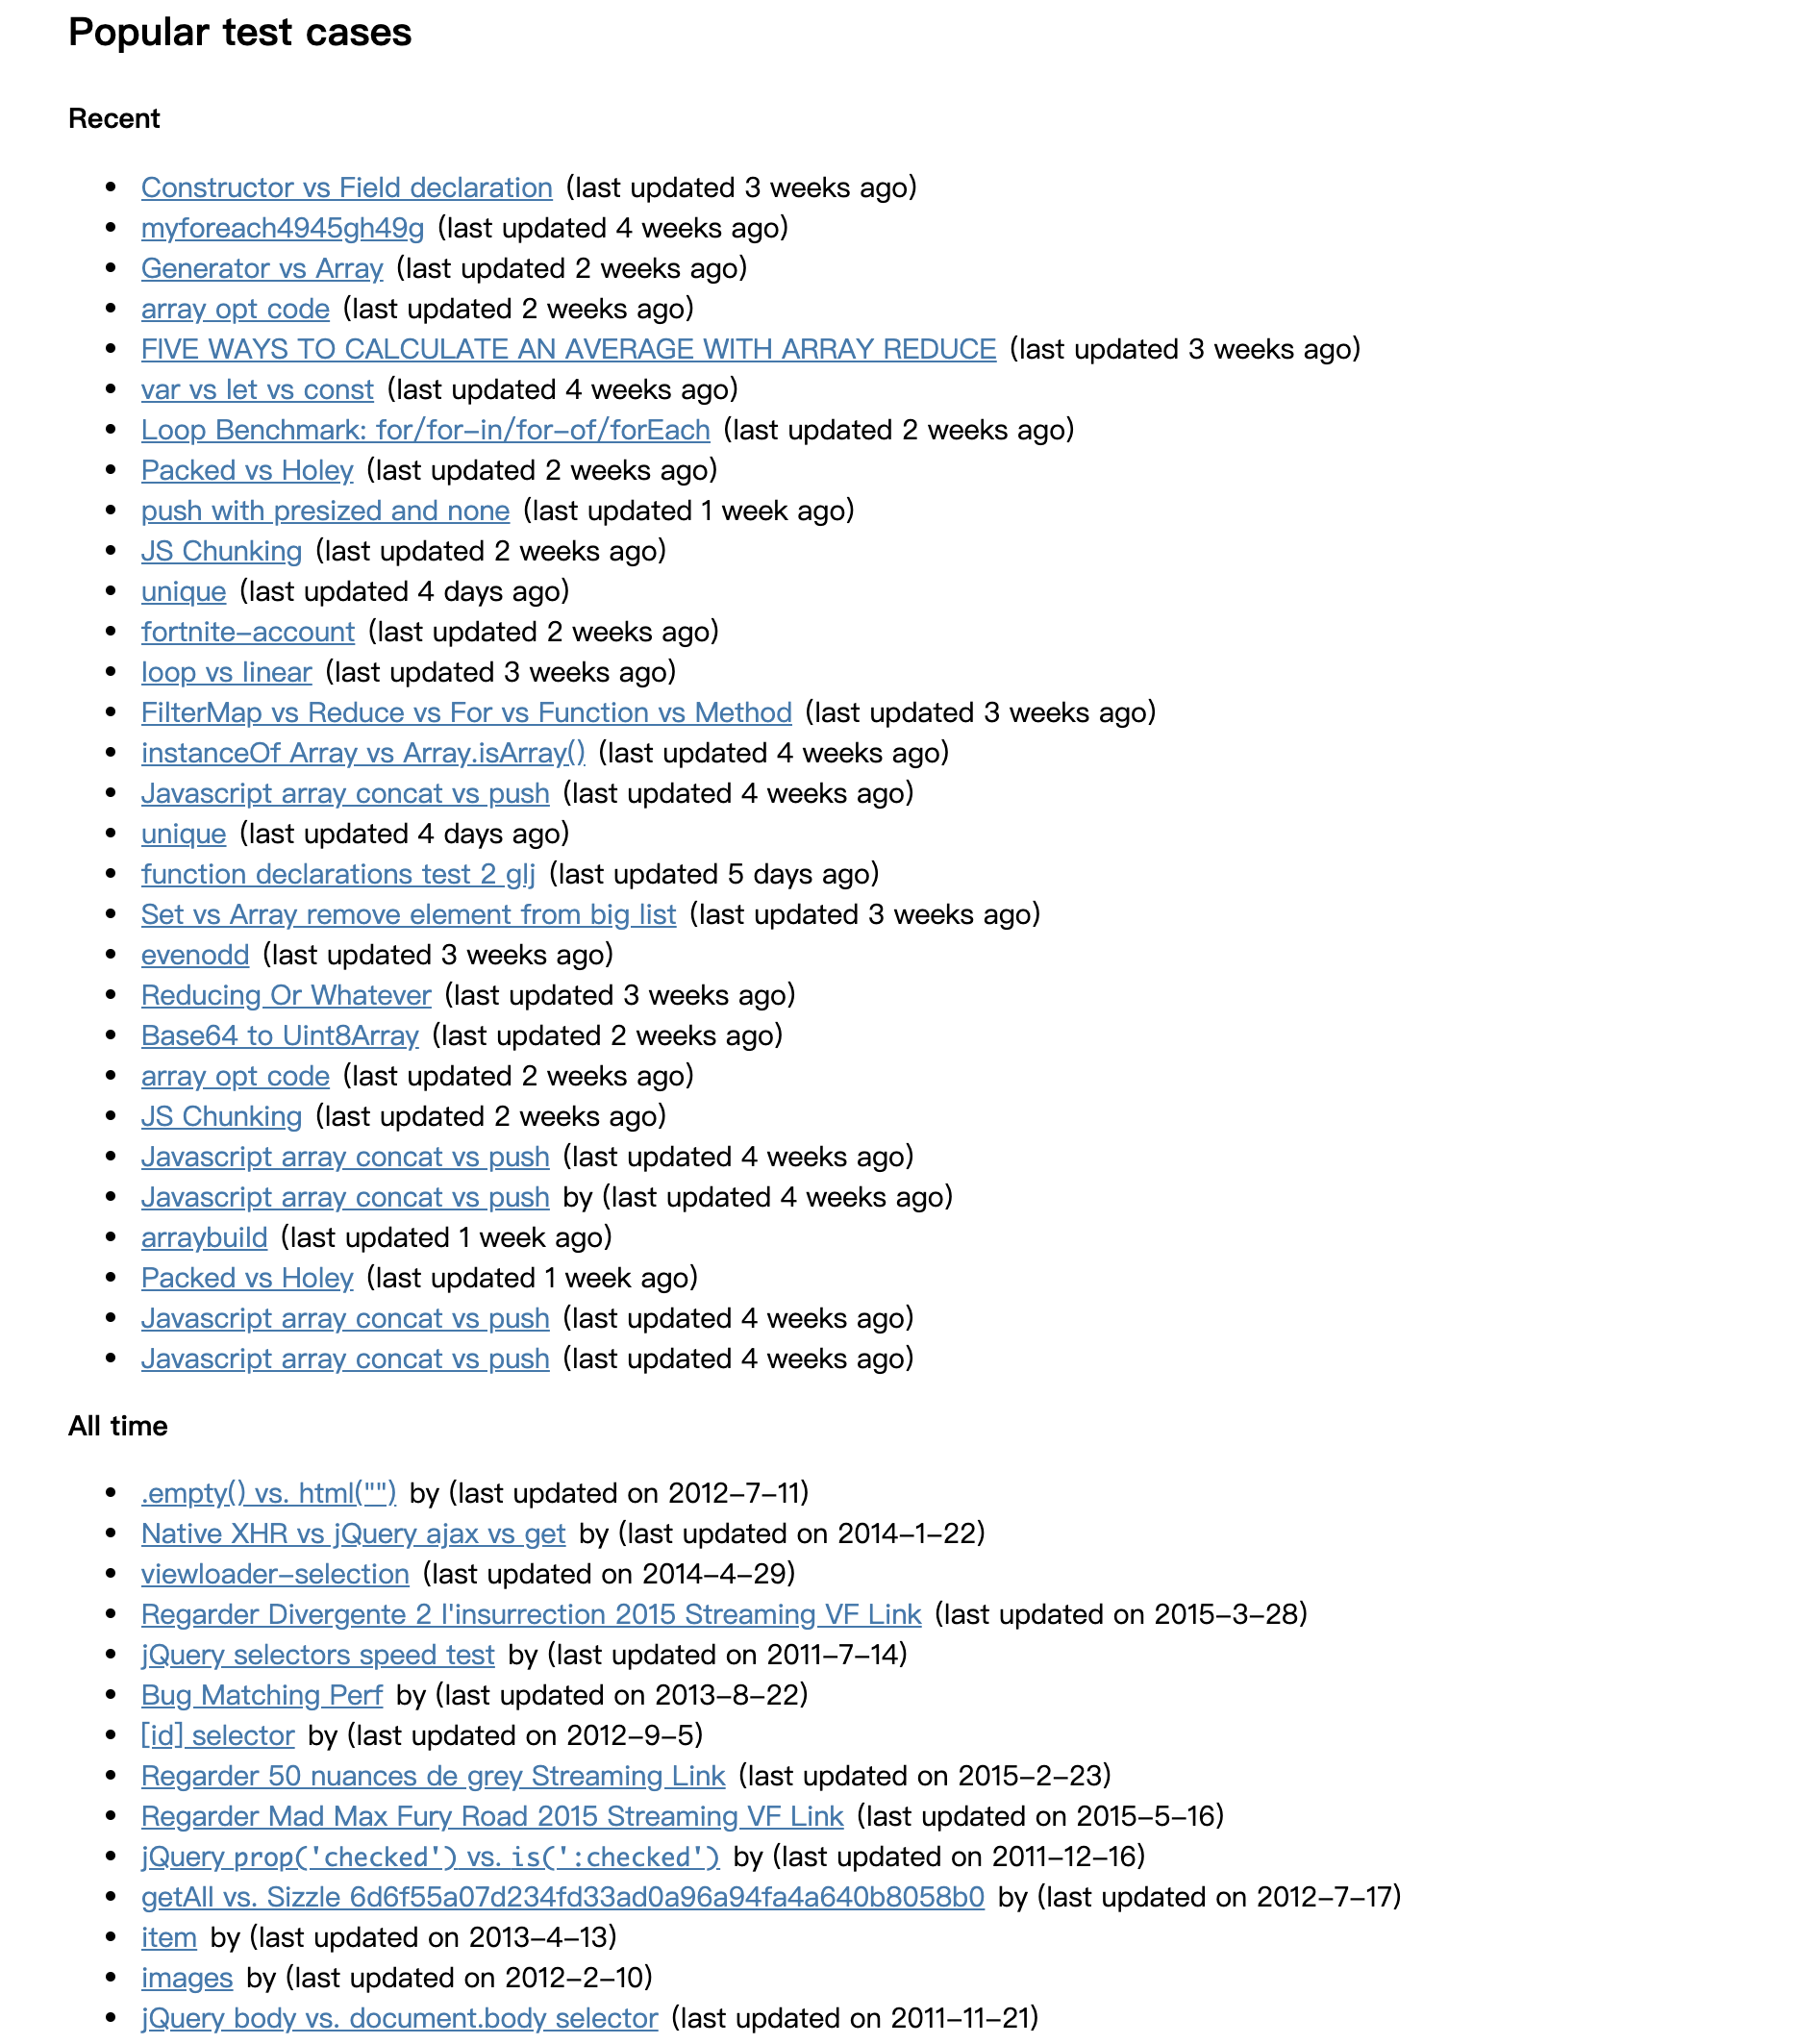 Popular test cases
Recent
Constructor vs Field declaration (last updated 3 weeks ago)
myforeach4945gh49g (last updated 4 weeks ago)
Generator vs Array (last updated 2 weeks ago)
array opt code (last updated 2 weeks ago)
FIVE WAYS TO CALCULATE AN AVERAGE WITH ARRAY REDUCE (last updated 3 weeks ago)
var vs let vs const (last updated 4 weeks ago)
Loop Benchmark: for/for-in/for-of/forEach (last updated 2 weeks ago)
Packed vs Holey (last updated 2 weeks ago)
push with presized and none (last updated 1 week ago)
JS Chunking (last updated 2 weeks ago)
unique (last updated 4 days ago)
fortnite-account (last updated 2 weeks ago)
loop vs linear (last updated 3 weeks ago)
FilterMap vs Reduce vs For vs Function vs Method (last updated 3 weeks ago)
instanceOf Array vs Array.isArray() (last updated 4 weeks ago)
Javascript array concat vs push (last updated 4 weeks ago)
unique (last updated 4 days ago)
function declarations test 2 glj (last updated 5 days ago)
Set vs Array remove element from big list (last updated 3 weeks ago)
evenodd (last updated 3 weeks ago)
Reducing Or Whatever (last updated 3 weeks ago)
Base64 to Uint8Array (last updated 2 weeks ago)
array opt code (last updated 2 weeks ago)
JS Chunking (last updated 2 weeks ago)
Javascript array concat vs push (last updated 4 weeks ago)
Javascript array concat vs push by (last updated 4 weeks ago)
arraybuild (last updated 1 week ago)
Packed vs Holey (last updated 1 week ago)
Javascript array concat vs push (last updated 4 weeks ago)
Javascript array concat vs push (last updated 4 weeks ago)
All time
.empty() vs. html("") by (last updated on 2012-7-11)
Native XHR vs jQuery ajax vs get by (last updated on 2014-1-22)
viewloader-selection (last updated on 2014-4-29)
Regarder Divergente 2 l'insurrection 2015 Streaming VF Link (last updated on 2015-3-28)
jQuery selectors speed test by (last updated on 2011-7-14)
Bug Matching Perf by (last updated on 2013-8-22)
[id] selector by (last updated on 2012-9-5)
Regarder 50 nuances de grey Streaming Link (last updated on 2015-2-23)
Regarder Mad Max Fury Road 2015 Streaming VF Link (last updated on 2015-5-16)
jQuery prop('checked') vs. is(':checked') by (last updated on 2011-12-16)
getAll vs. Sizzle 6d6f55a07d234fd33ad0a96a94fa4a640b8058b0 by (last updated on 2012-7-17)
item by (last updated on 2013-4-13)
images by (last updated on 2012-2-10)
jQuery body vs. document.body selector (last updated on 2011-11-21)